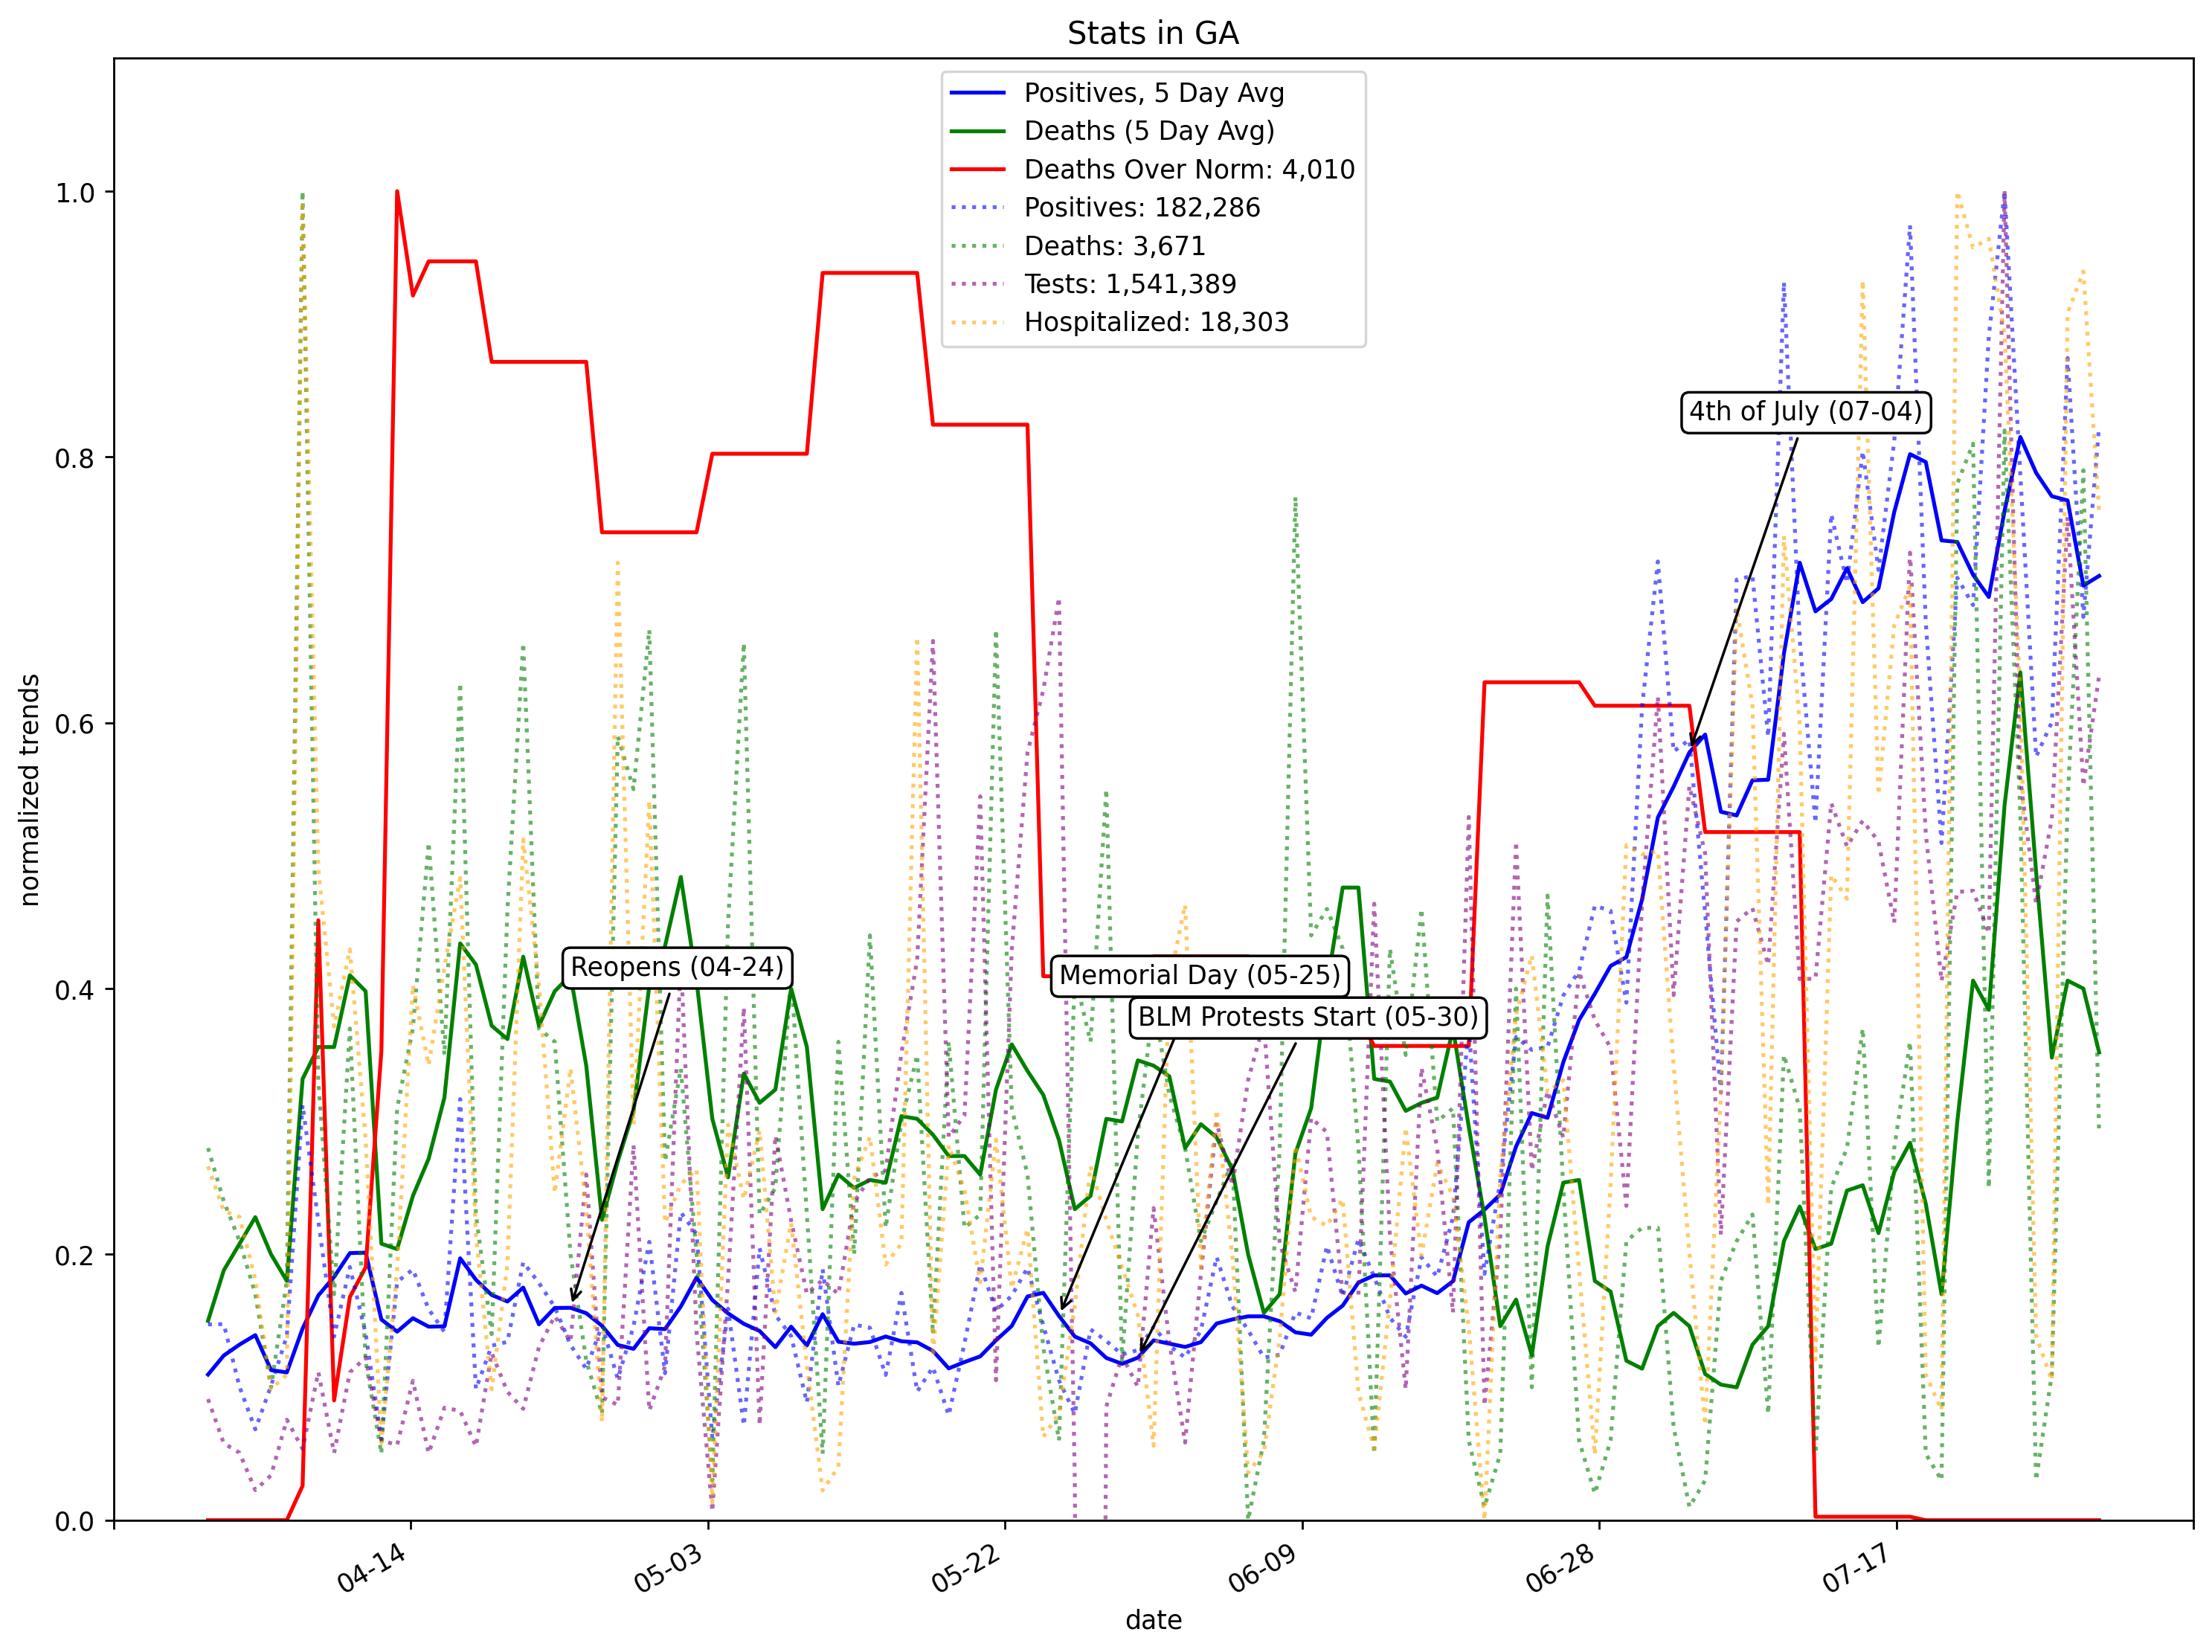 Stats in GA
Positives, 5 Day Avg
Deaths (5 Day Avg)
Deaths Over Norm: 4,010
Positives: 182,286
Deaths: 3,671
Tests: 1,541,389
Hospitalized: 18,303
1.0
0.8
0.6
0.4
0.2
0.0
normalized trends
4th of July (07-04)
Reopens (04-24)
Memorial Day (05-25)
BLM Protests Start (05-30)
04-14
05-03
05-22
06-09
06-28
07-17
date